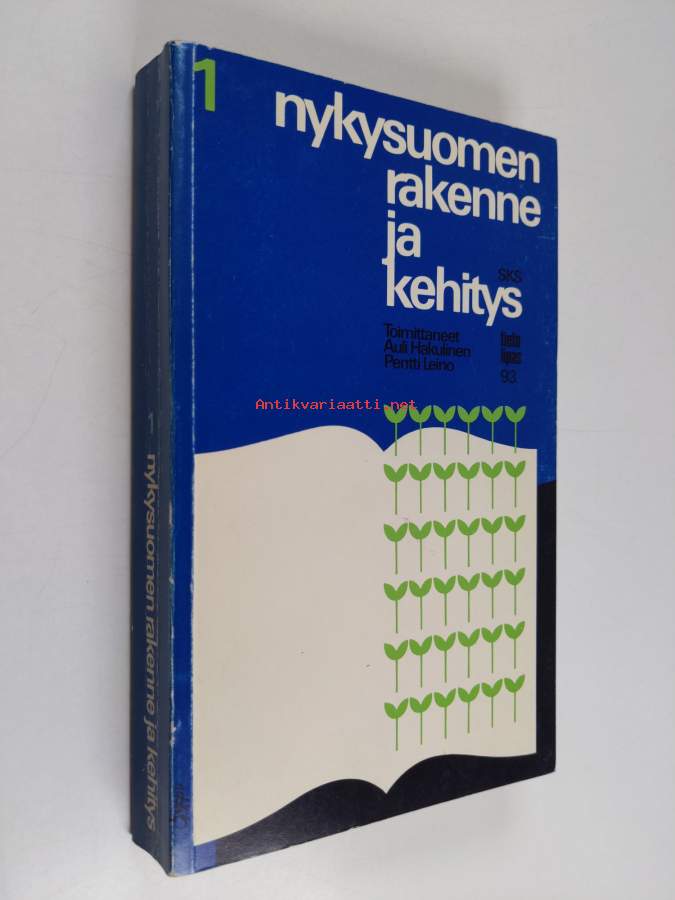 1
nykysuomen
rakenne
ja
kehitys
SKS
Toimittaneet
Auli Hakulinen
Pentti Leino
tieto
lipas
93
Antikvariaatti.net
1 nykysuomen rakenne ja kehitys